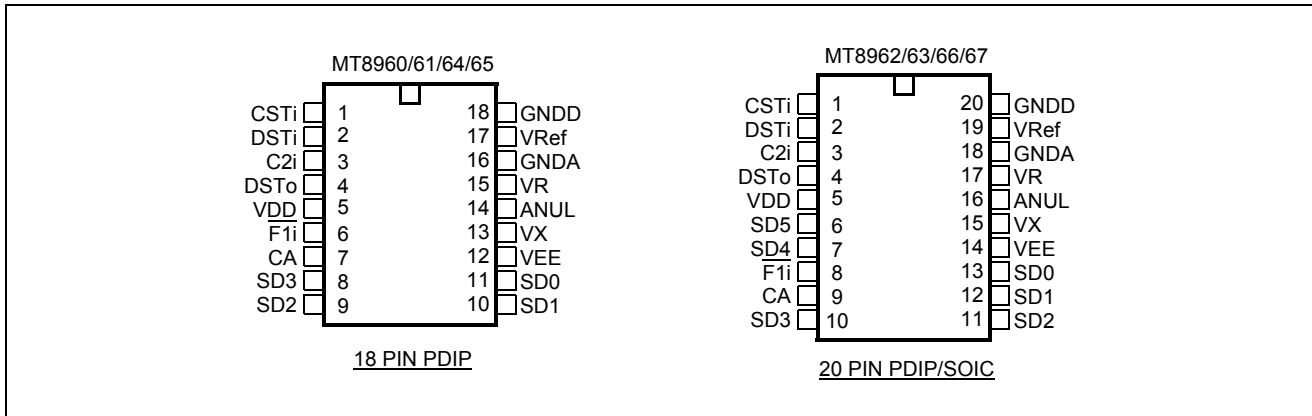 MT8960/61/64/65
CSTi 1 18 GNDD
DSTi 2 17 VRef
C2i 3 16 GNDA
DSTo 4 15 VR
VDD 5 14 ANUL
F1i 6 13 VX
CA 7 12 VEE
SD3 8 11 SD0
SD2 9 10 SD1
18 PIN PDIP
MT8962/63/66/67
CSTi 1 20 GNDD
DSTi 2 19 VRef
C2i 3 18 GNDA
DSTo 4 17 VR
VDD 5 16 ANUL
SD5 6 15 VX
SD4 7 14 VEE
F1i 8 13 SD0
CA 9 12 SD1
SD3 10 11 SD2
20 PIN PDIP/SOIC